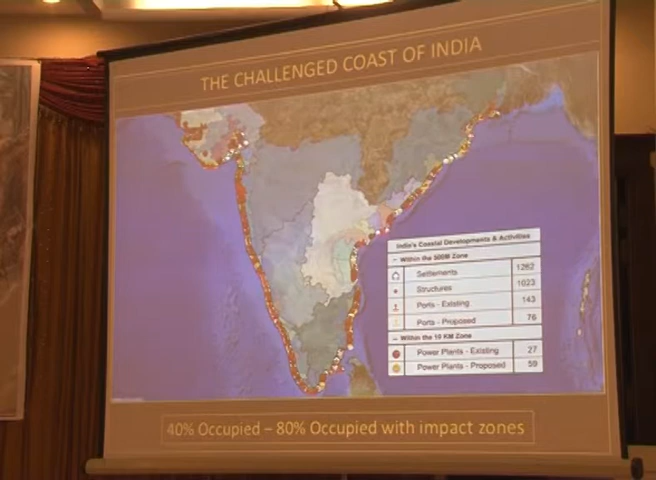 THE CHALLENGED COAST OF INDIA
India's Coastal Developments & Activities
- Within the 500M Zone
Settlements 1262
Structures 1023
Ports - Existing 143
Ports - Proposed 76
- Within the 10 KM Zone
Power Plants - Existing 27
Power Plants - Proposed 59
40% Occupied – 80% Occupied with impact zones